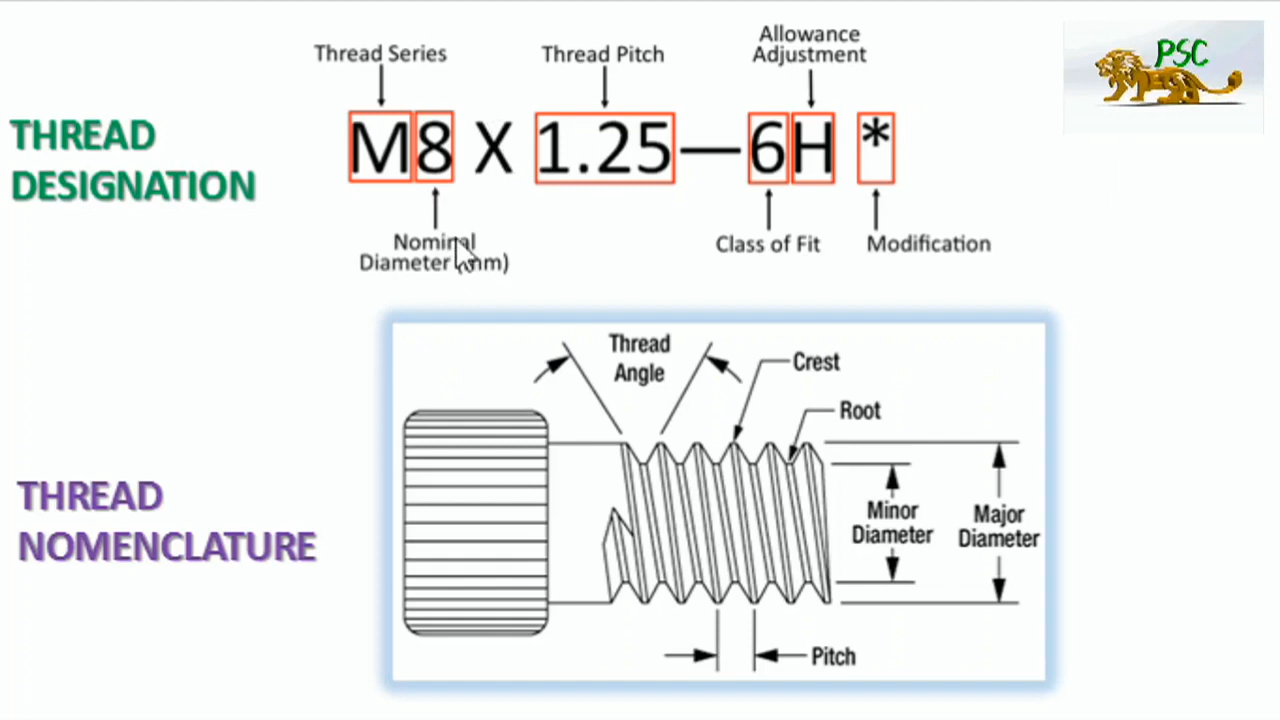 Thread Series
Thread Pitch
Allowance
Adjustment
PSC
THREAD
DESIGNATION
M8 X 1.25—6H *
Nominal
Diameter (mm)
Class of Fit
Modification
Thread
Angle
Crest
Root
THREAD
NOMENCLATURE
Minor
Diameter
Major
Diameter
Pitch